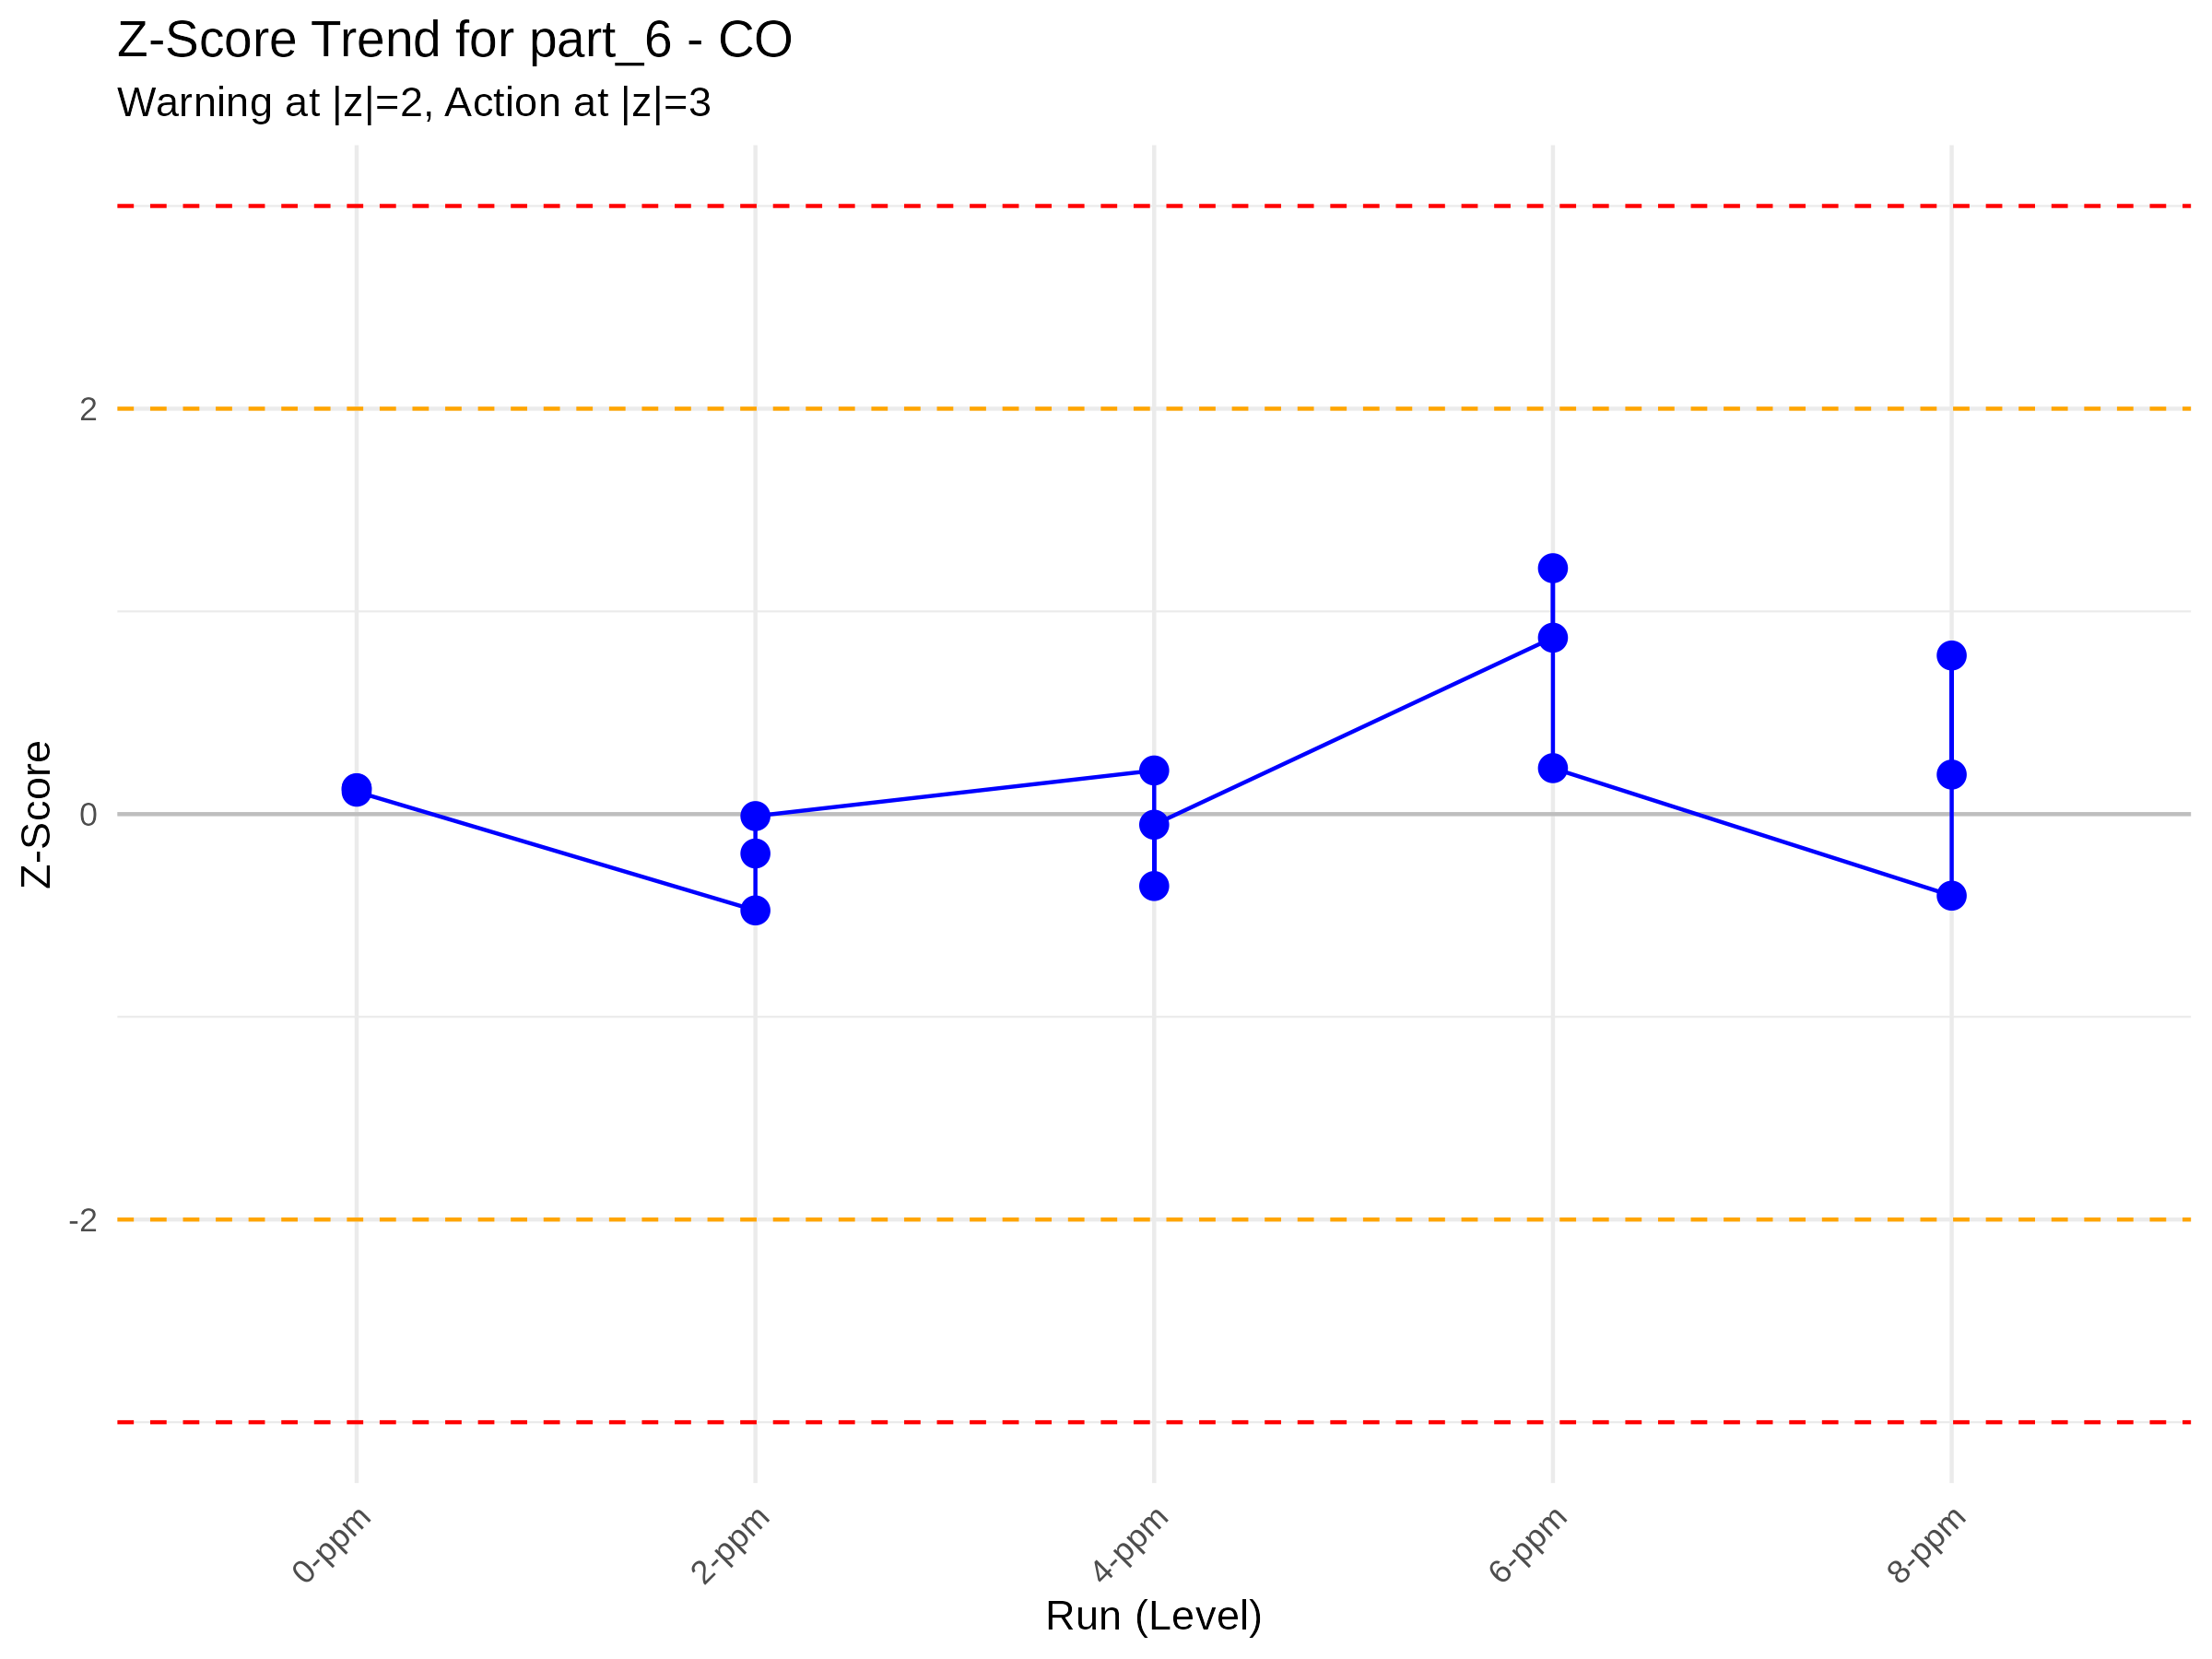 Z-Score Trend for part_6 - CO
Warning at |z|=2, Action at |z|=3
Z-Score
2
0
-2
0-ppm
2-ppm
4-ppm
6-ppm
8-ppm
Run (Level)